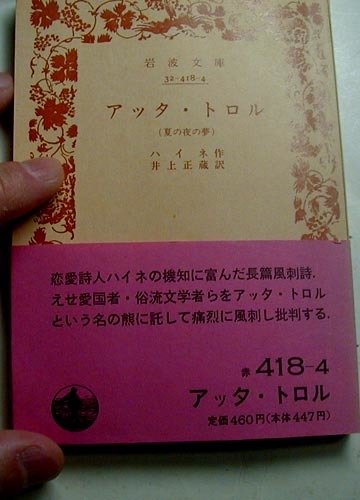 岩波文庫
32-418-4
アッタ・トロル
(夏の夜の夢)
ハイネ作
井上正蔵訳
恋愛詩人ハイネの機知に富んだ長篇風刺詩.
えせ愛国者・俗流文学者らをアッタ・トロル
という名の熊に託して痛烈に風刺し批判する.
赤 418-4
アッタ・トロル
定価460円(本体447円)